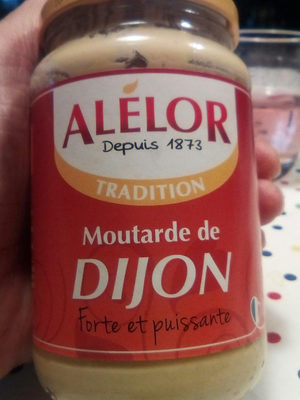 ALÉLOR
Depuis 1873
TRADITION
Moutarde de
DIJON
Forte et puissante